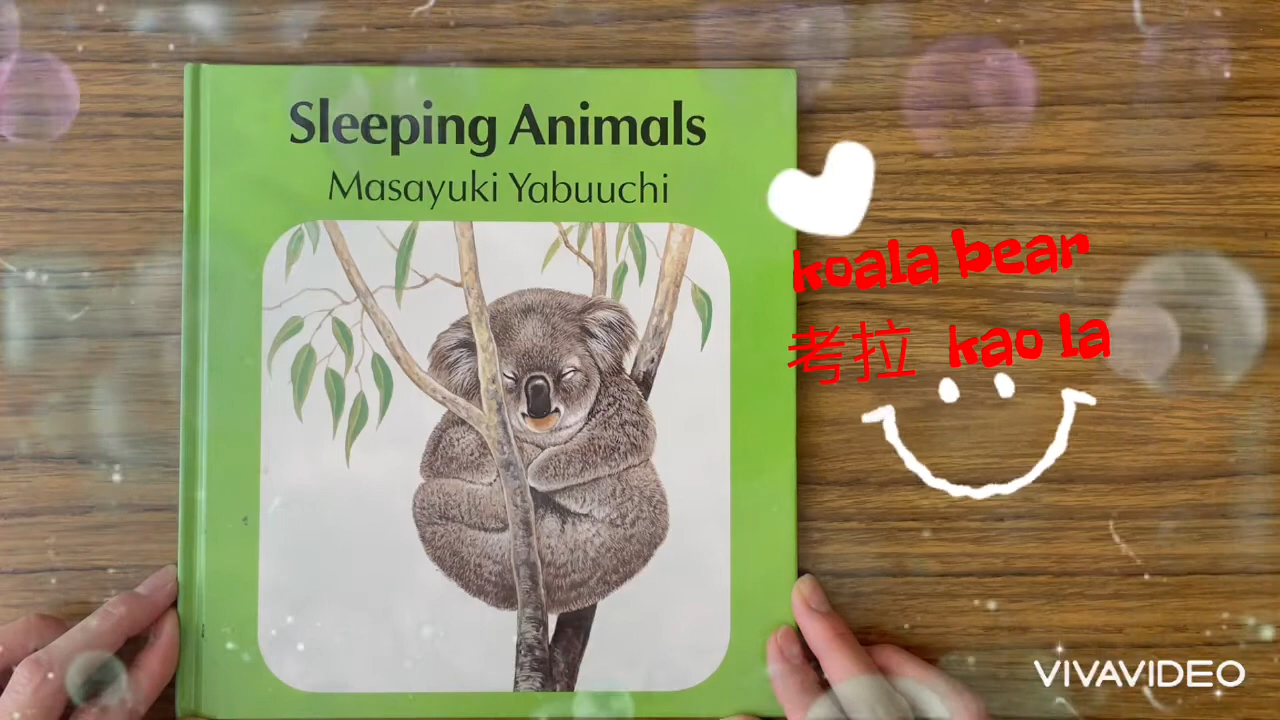 Sleeping Animals
Masayuki Yabuuchi
koala bear
考拉 kao la
VIVAVIDEO